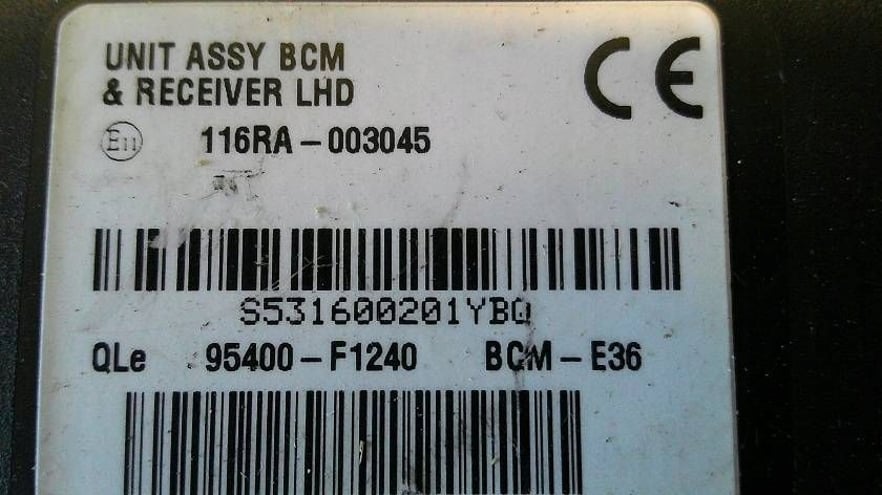 UNIT ASSY BCM
& RECEIVER LHD
CE
E11 116RA-003045
S531600201YBQ
QLe 95400-F1240 BCM-E36